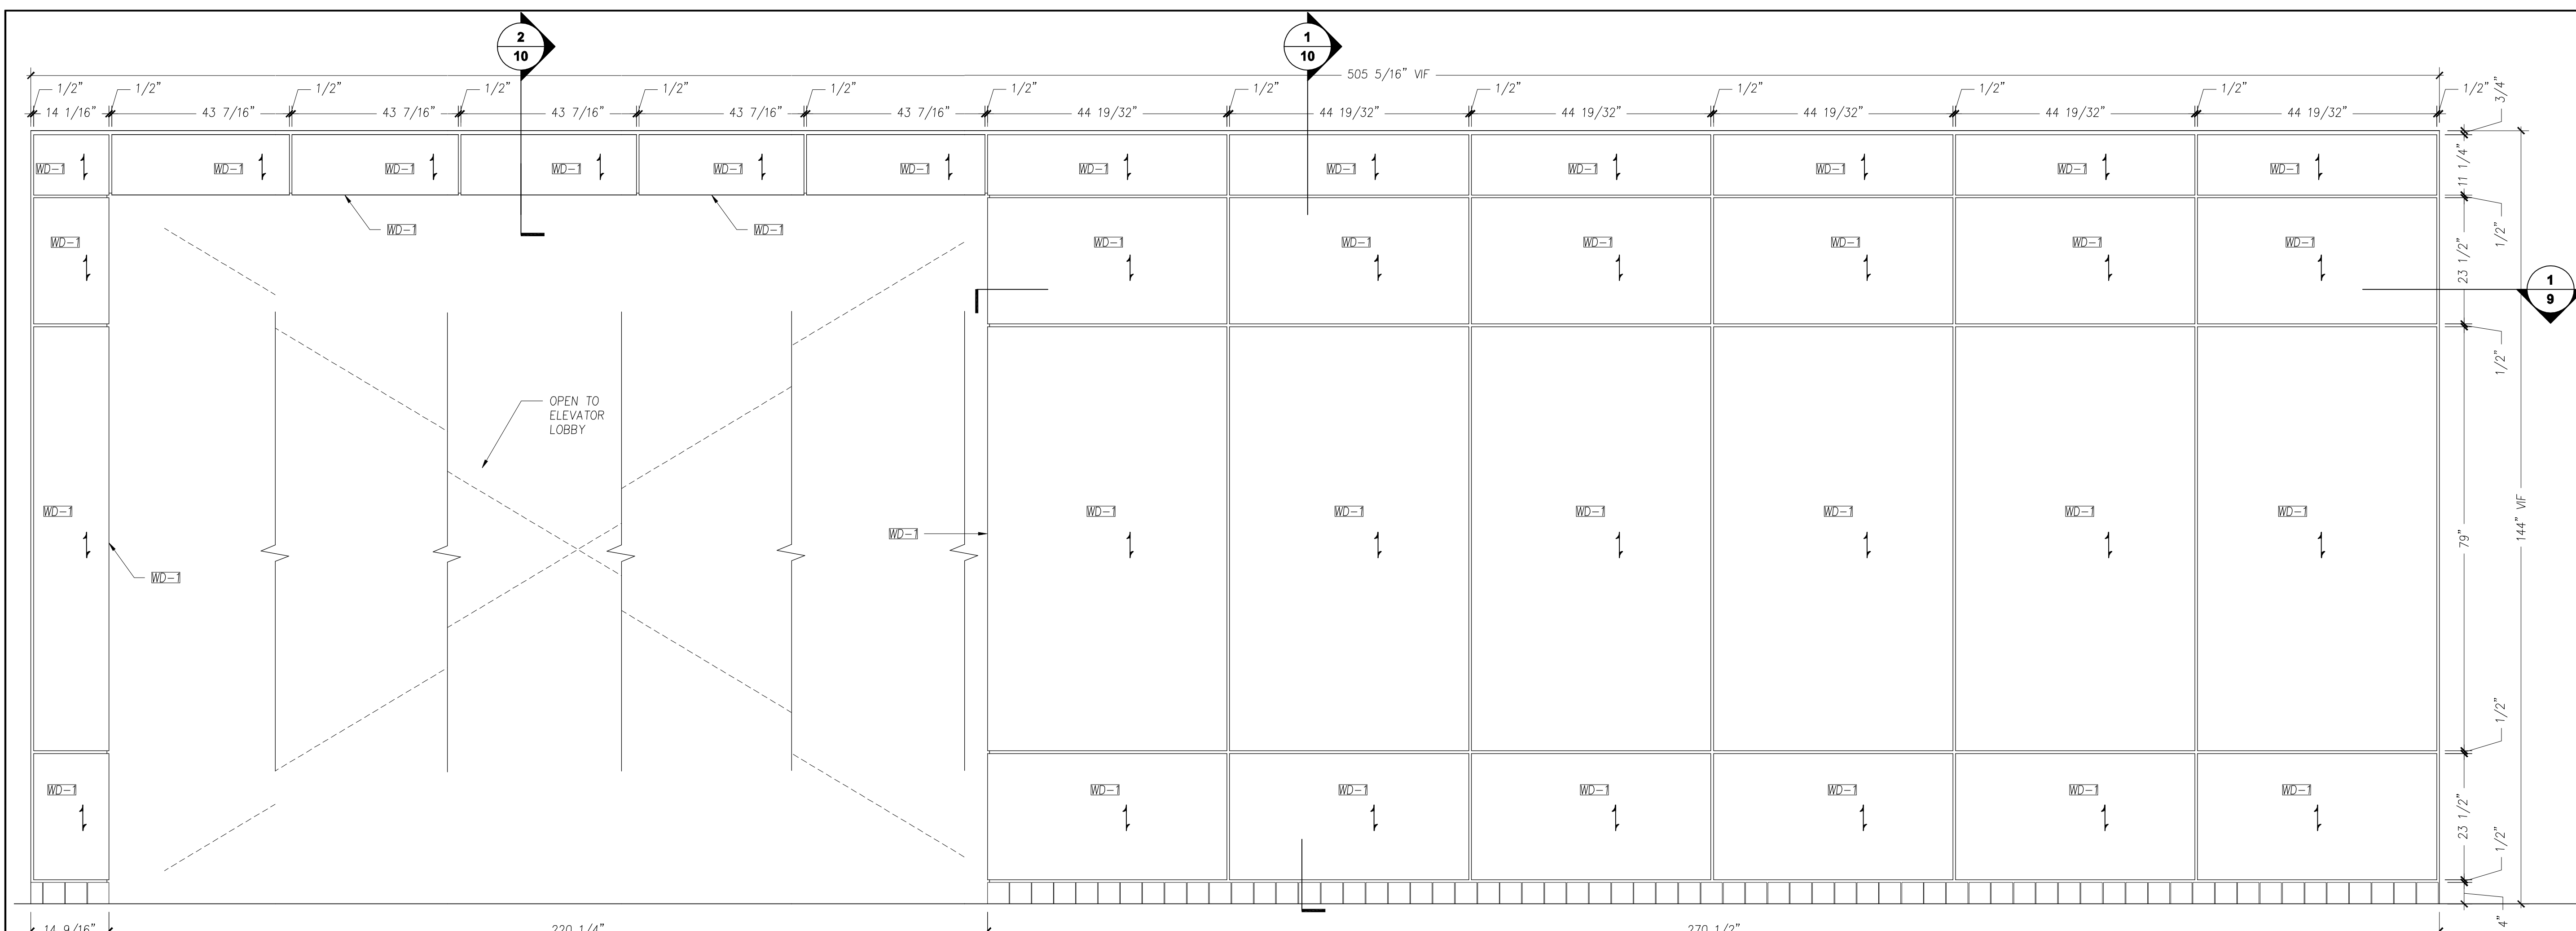 2
10
1
10
505 5/16" VIF
1/2"
1/2"
1/2"
1/2"
1/2"
1/2"
1/2"
1/2"
1/2"
1/2"
1/2"
1/2"
1/2"
3/4"
14 1/16"
43 7/16"
43 7/16"
43 7/16"
43 7/16"
43 7/16"
44 19/32"
44 19/32"
44 19/32"
44 19/32"
44 19/32"
44 19/32"
WD-1
WD-1
WD-1
WD-1
WD-1
WD-1
WD-1
WD-1
WD-1
WD-1
WD-1
WD-1
11 1/4"
WD-1
WD-1
1/2"
WD-1
WD-1
WD-1
WD-1
WD-1
WD-1
WD-1
23 1/2"
1
9
1/2"
OPEN TO
ELEVATOR
LOBBY
WD-1
WD-1
WD-1
WD-1
WD-1
WD-1
WD-1
WD-1
79"
144" VIF
WD-1
1/2"
WD-1
WD-1
WD-1
WD-1
WD-1
WD-1
WD-1
23 1/2"
1/2"
4"
14 9/16"
220 1/4"
270 1/2"